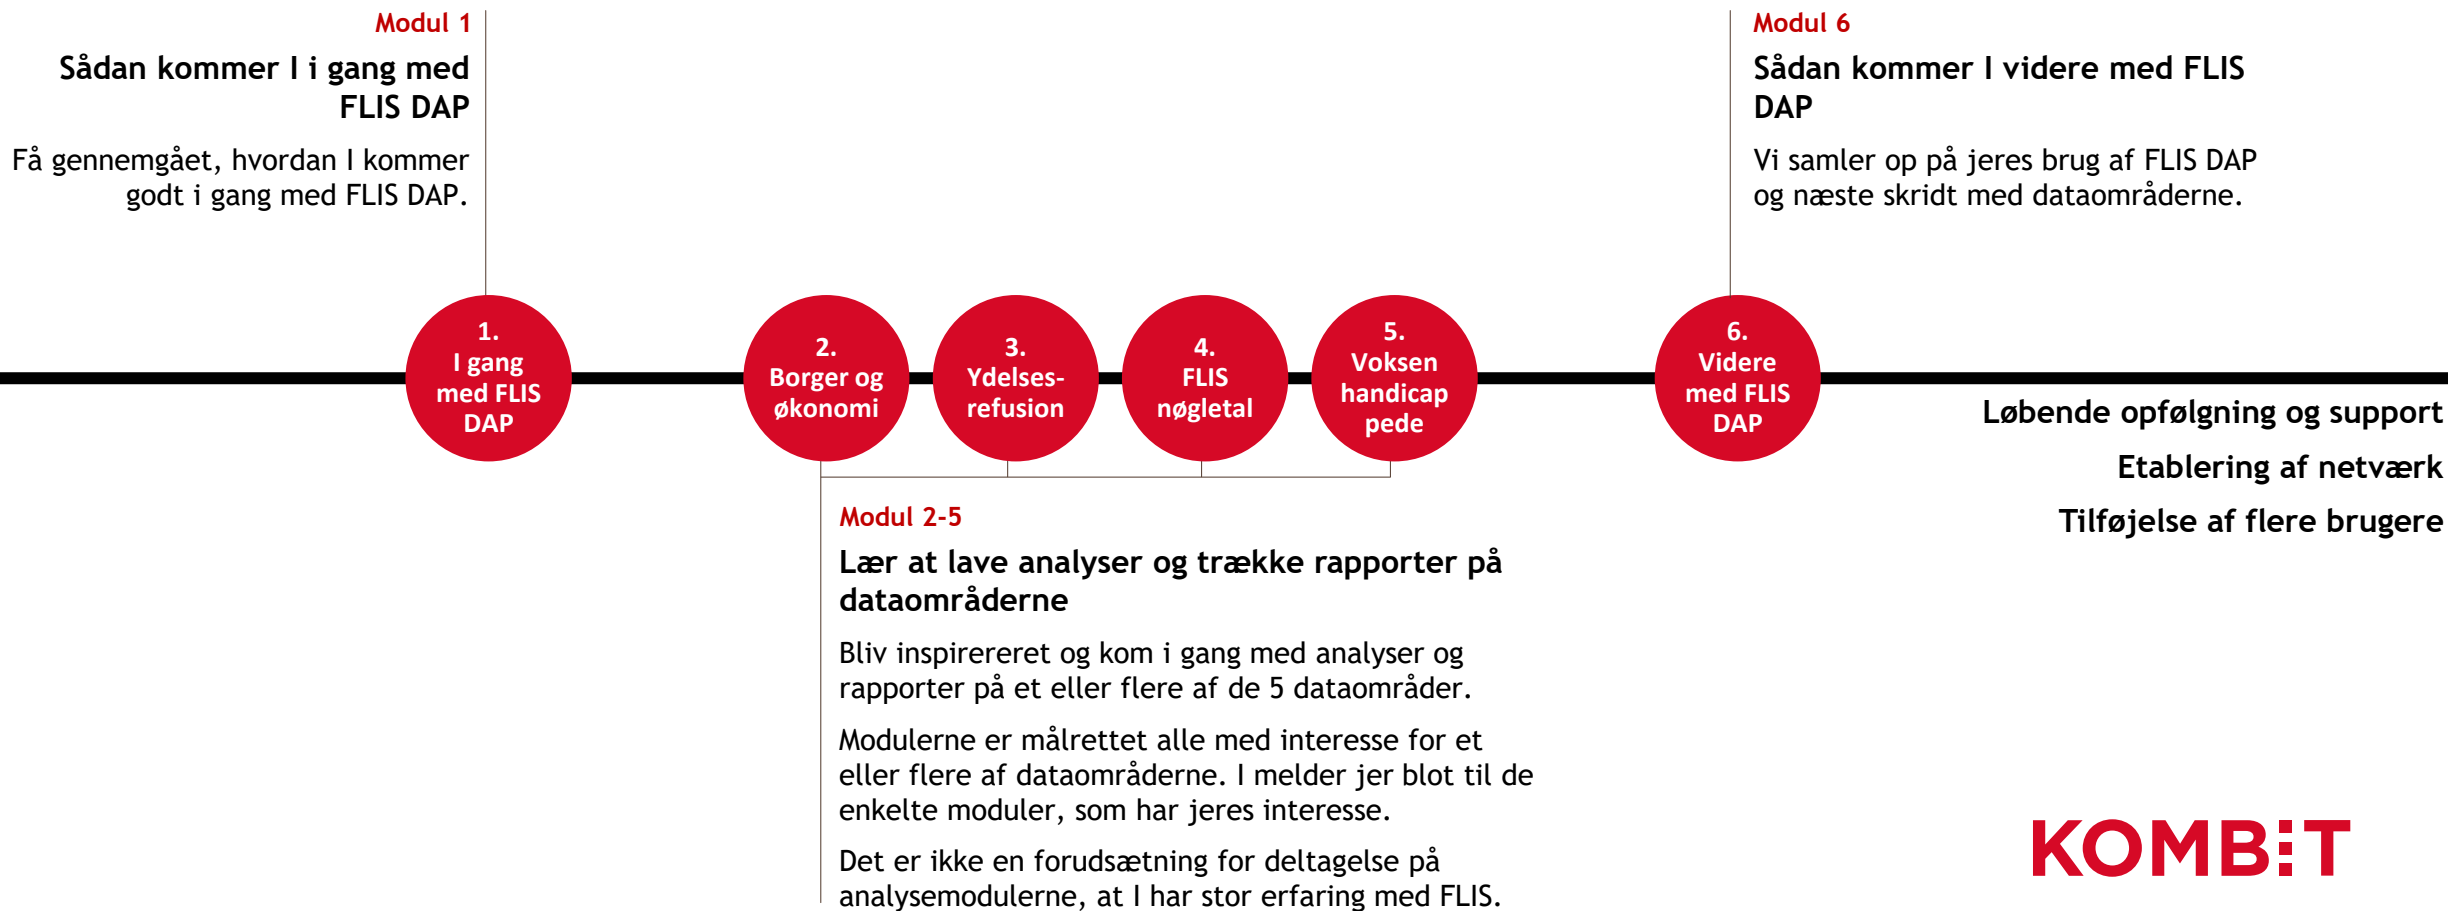 Modul 1
Sådan kommer I i gang med
FLIS DAP
Få gennemgået, hvordan I kommer
godt i gang med FLIS DAP.
Modul 6
Sådan kommer I videre med FLIS
DAP
Vi samler op på jeres brug af FLIS DAP
og næste skridt med dataområderne.
1.
I gang
med FLIS
DAP
2.
Borger og
økonomi
3.
Ydelses-
refusion
4.
FLIS
nøgletal
5.
Voksen
handicap
pede
6.
Videre
med FLIS
DAP
Løbende opfølgning og support
Etablering af netværk
Tilføjelse af flere brugere
Modul 2-5
Lær at lave analyser og trække rapporter på
dataområderne
Bliv inspirereret og kom i gang med analyser og
rapporter på et eller flere af de 5 dataområder.
Modulerne er målrettet alle med interesse for et
eller flere af dataområderne. I melder jer blot til de
enkelte moduler, som har jeres interesse.
Det er ikke en forudsætning for deltagelse på
analysemodulerne, at I har stor erfaring med FLIS.
KOMBIT